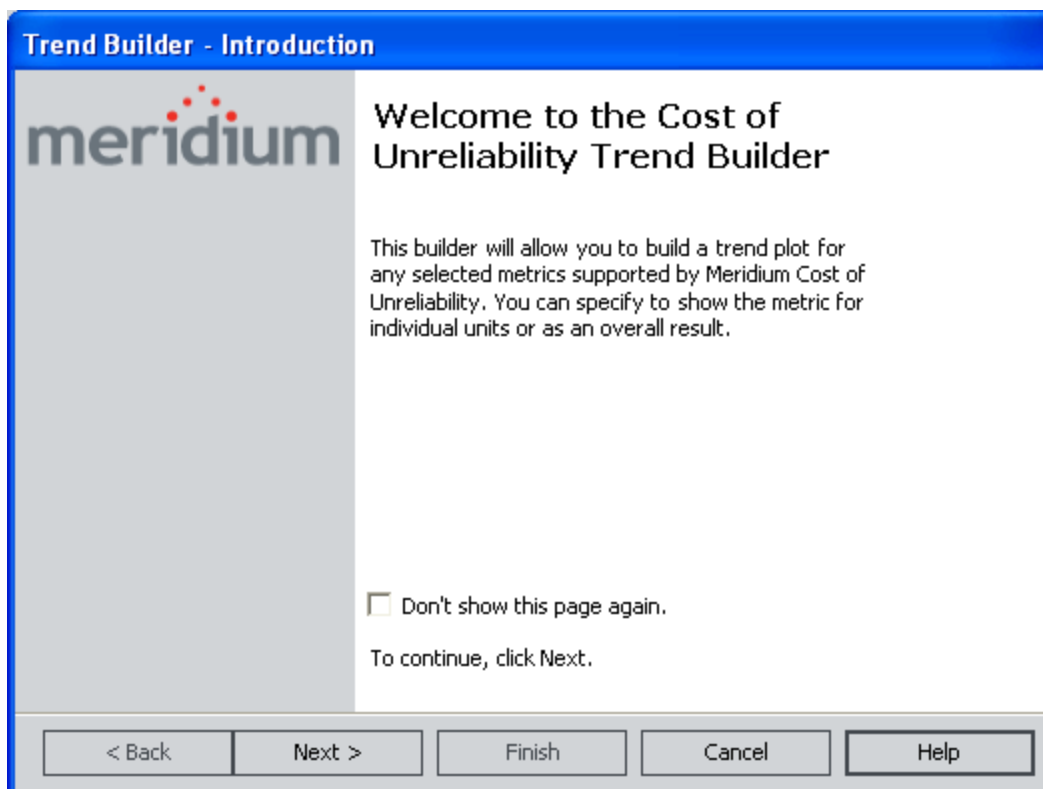 Trend Builder - Introduction
meridium
Welcome to the Cost of
Unreliability Trend Builder
This builder will allow you to build a trend plot for
any selected metrics supported by Meridium Cost of
Unreliability. You can specify to show the metric for
individual units or as an overall result.
Don't show this page again.
To continue, click Next.
< Back Next > Finish Cancel Help